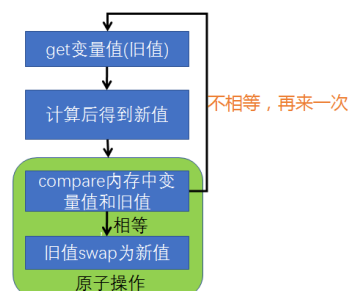 get变量值(旧值)
不相等，再来一次
计算后得到新值
compare内存中变
量值和旧值
相等
旧值swap为新值
原子操作